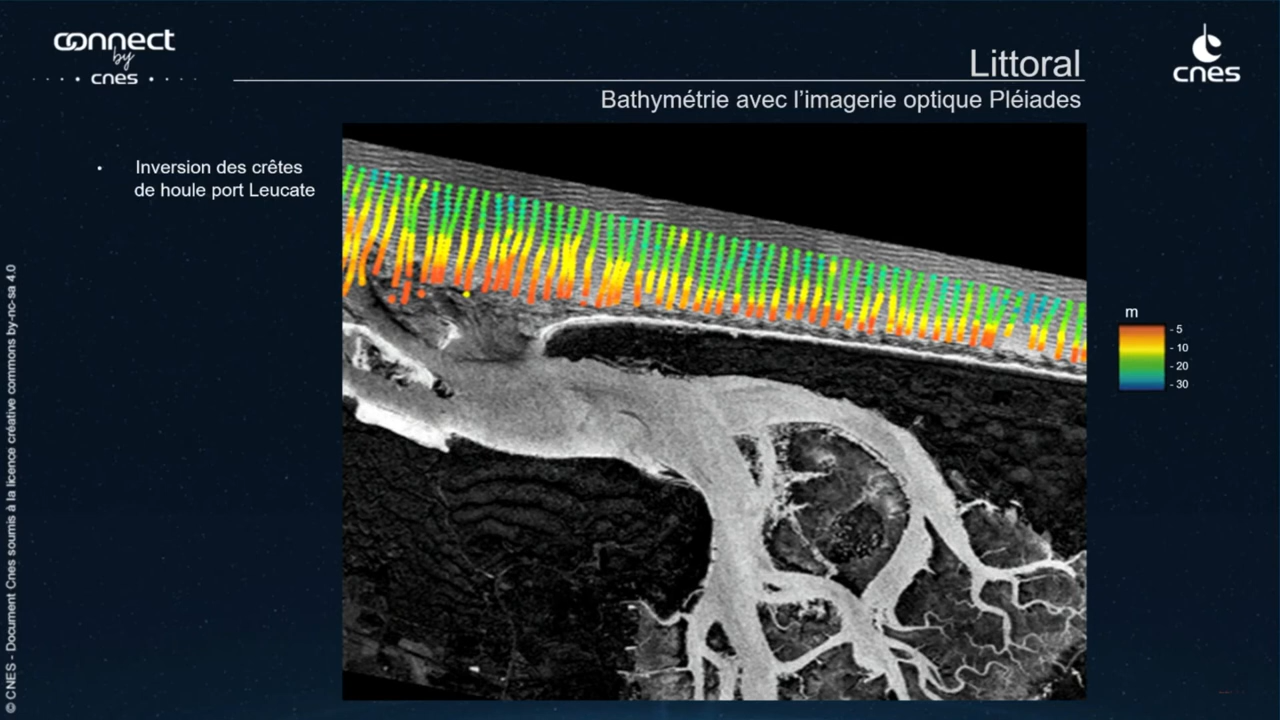 connect
by
cnes
Littoral
cnes
Bathymétrie avec l'imagerie optique Pléiades
• Inversion des crêtes
de houle port Leucate
m
- 5
- 10
- 20
- 30
© CNES - Document Cnes soumis à la licence créative commons by-nc-sa 4.0